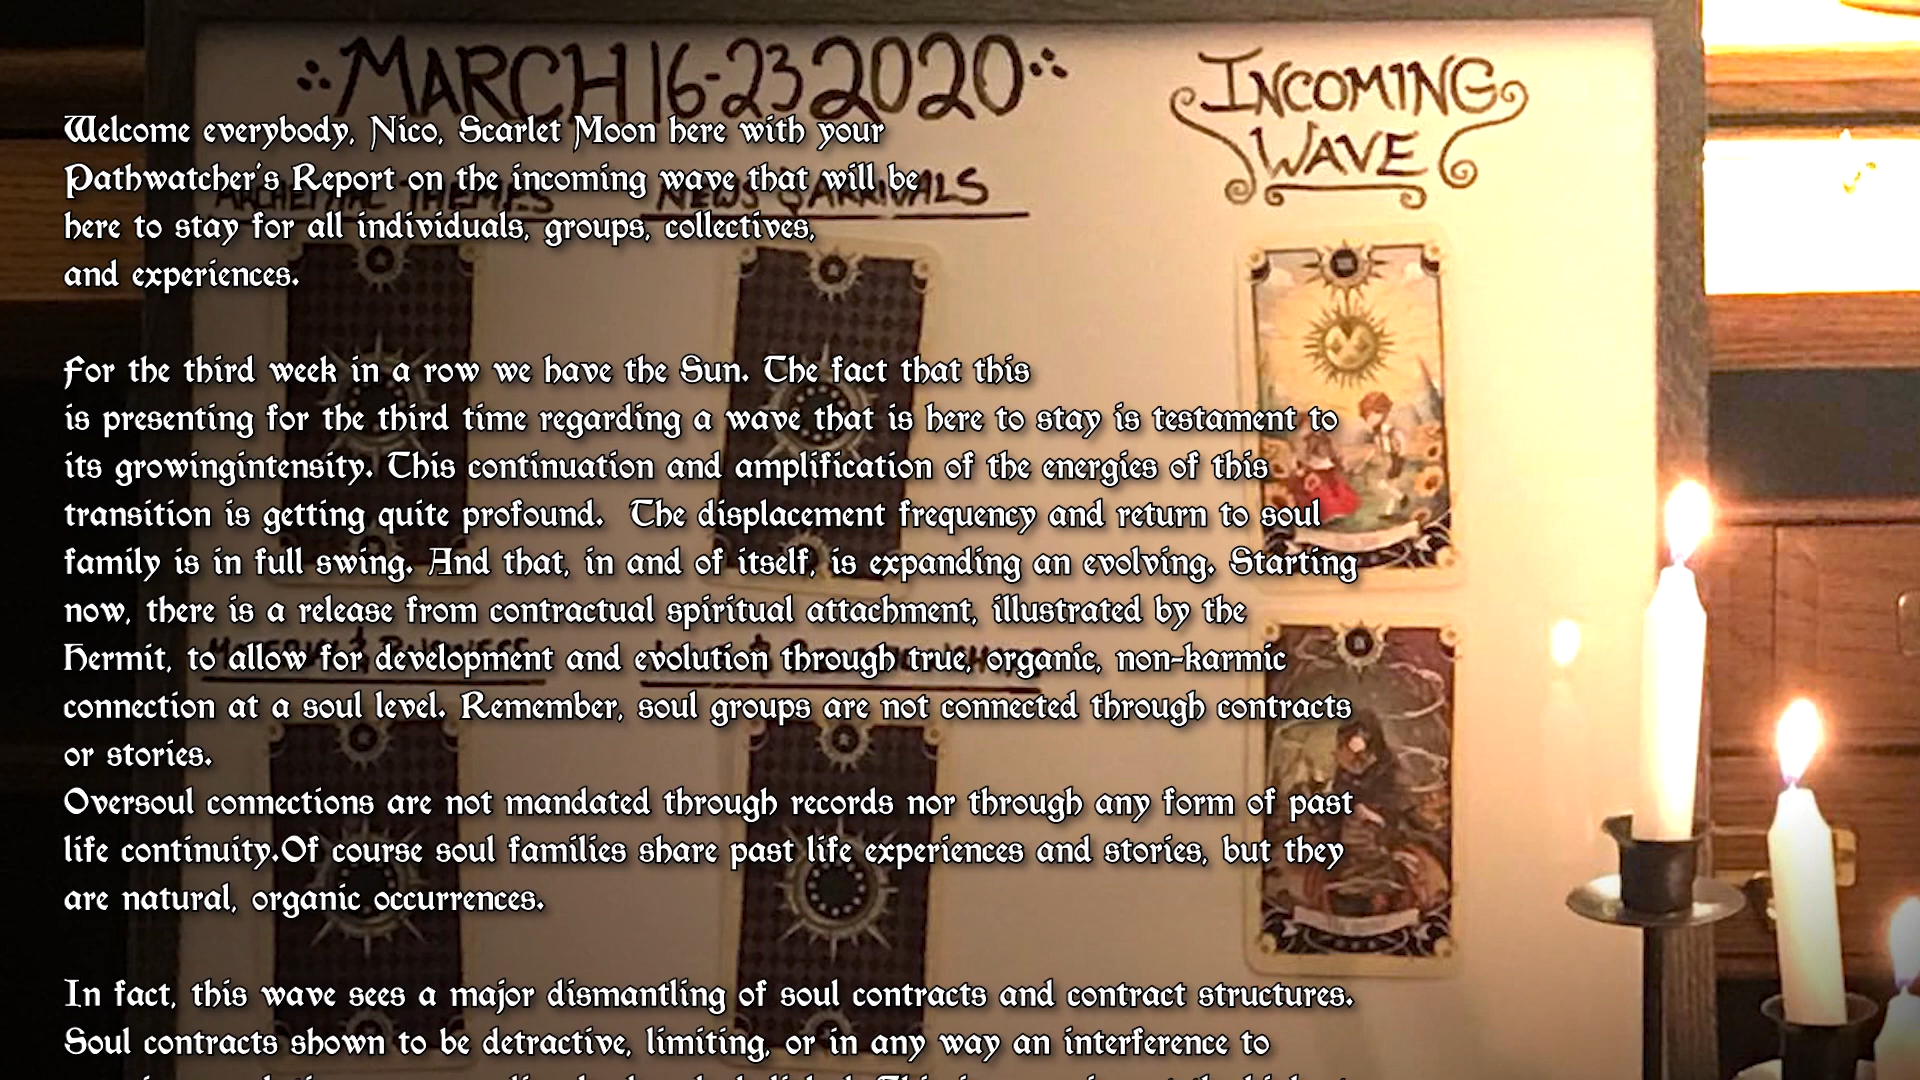 MARCH 16-23 2020
INCOMING
WAVE
Welcome everybody, Nico, Scarlet Moon here with your
Pathwatcher's Report on the incoming wave that will be
here to stay for all individuals, groups, collectives,
and experiences.
ARCHETYPAL THEMES
NEWS & ARRIVALS
For the third week in a row we have the Sun. The fact that this
is presenting for the third time regarding a wave that is here to stay is testament to
its growingintensity. This continuation and amplification of the energies of this
transition is getting quite profound.  The displacement frequency and return to soul
family is in full swing. And that, in and of itself, is expanding an evolving. Starting
now, there is a release from contractual spiritual attachment, illustrated by the
Hermit, to allow for development and evolution through true, organic, non-karmic
connection at a soul level. Remember, soul groups are not connected through contracts
or stories.
Oversoul connections are not mandated through records nor through any form of past
life continuity.Of course soul families share past life experiences and stories, but they
are natural, organic occurrences.
In fact, this wave sees a major dismantling of soul contracts and contract structures.
Soul contracts shown to be detractive, limiting, or in any way an interference to